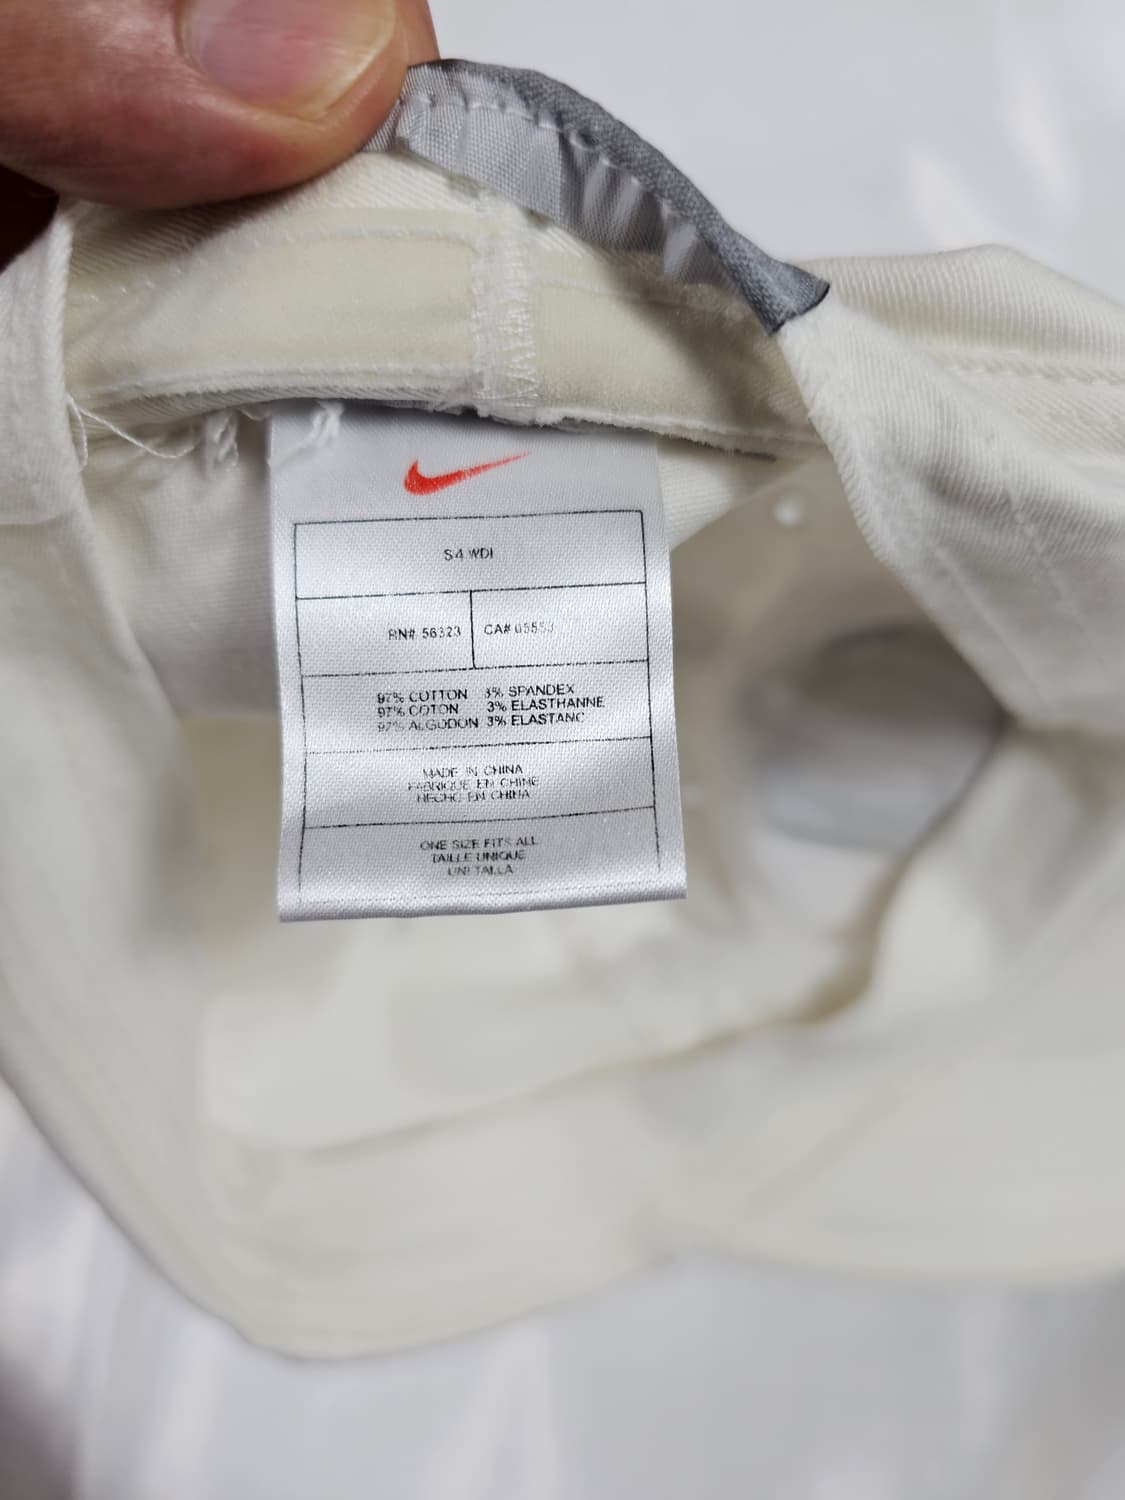 S4 WDI
RN# 56323 CA# 05553
97% COTTON 3% SPANDEX
97% COTON 3% ELASTHANNE
97% ALGODON 3% ELASTANO
MADE IN CHINA
FABRIQUE EN CHINE
HECHO EN CHINA
ONE SIZE FITS ALL
TAILLE UNIQUE
UNI TALLA